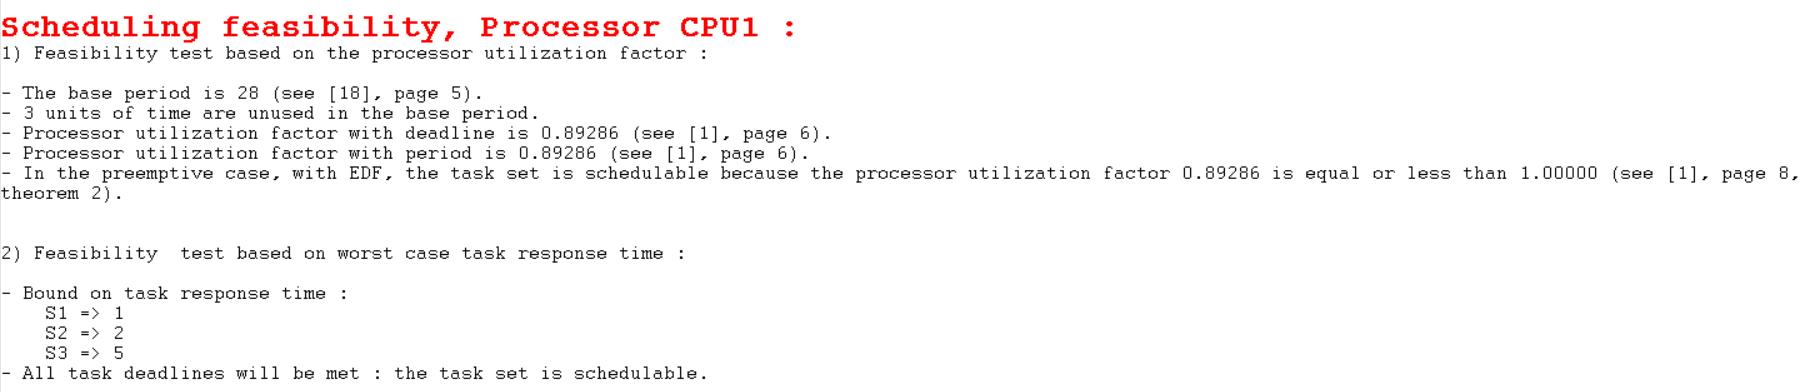 Scheduling feasibility, Processor CPU1 :
1) Feasibility test based on the processor utilization factor :
- The base period is 28 (see [18], page 5).
- 3 units of time are unused in the base period.
- Processor utilization factor with deadline is 0.89286 (see [1], page 6).
- Processor utilization factor with period is 0.89286 (see [1], page 6).
- In the preemptive case, with EDF, the task set is schedulable because the processor utilization factor 0.89286 is equal or less than 1.00000 (see [1], page 8,
theorem 2).
2) Feasibility  test based on worst case task response time :
- Bound on task response time :
S1 => 1
S2 => 2
S3 => 5
- All task deadlines will be met : the task set is schedulable.